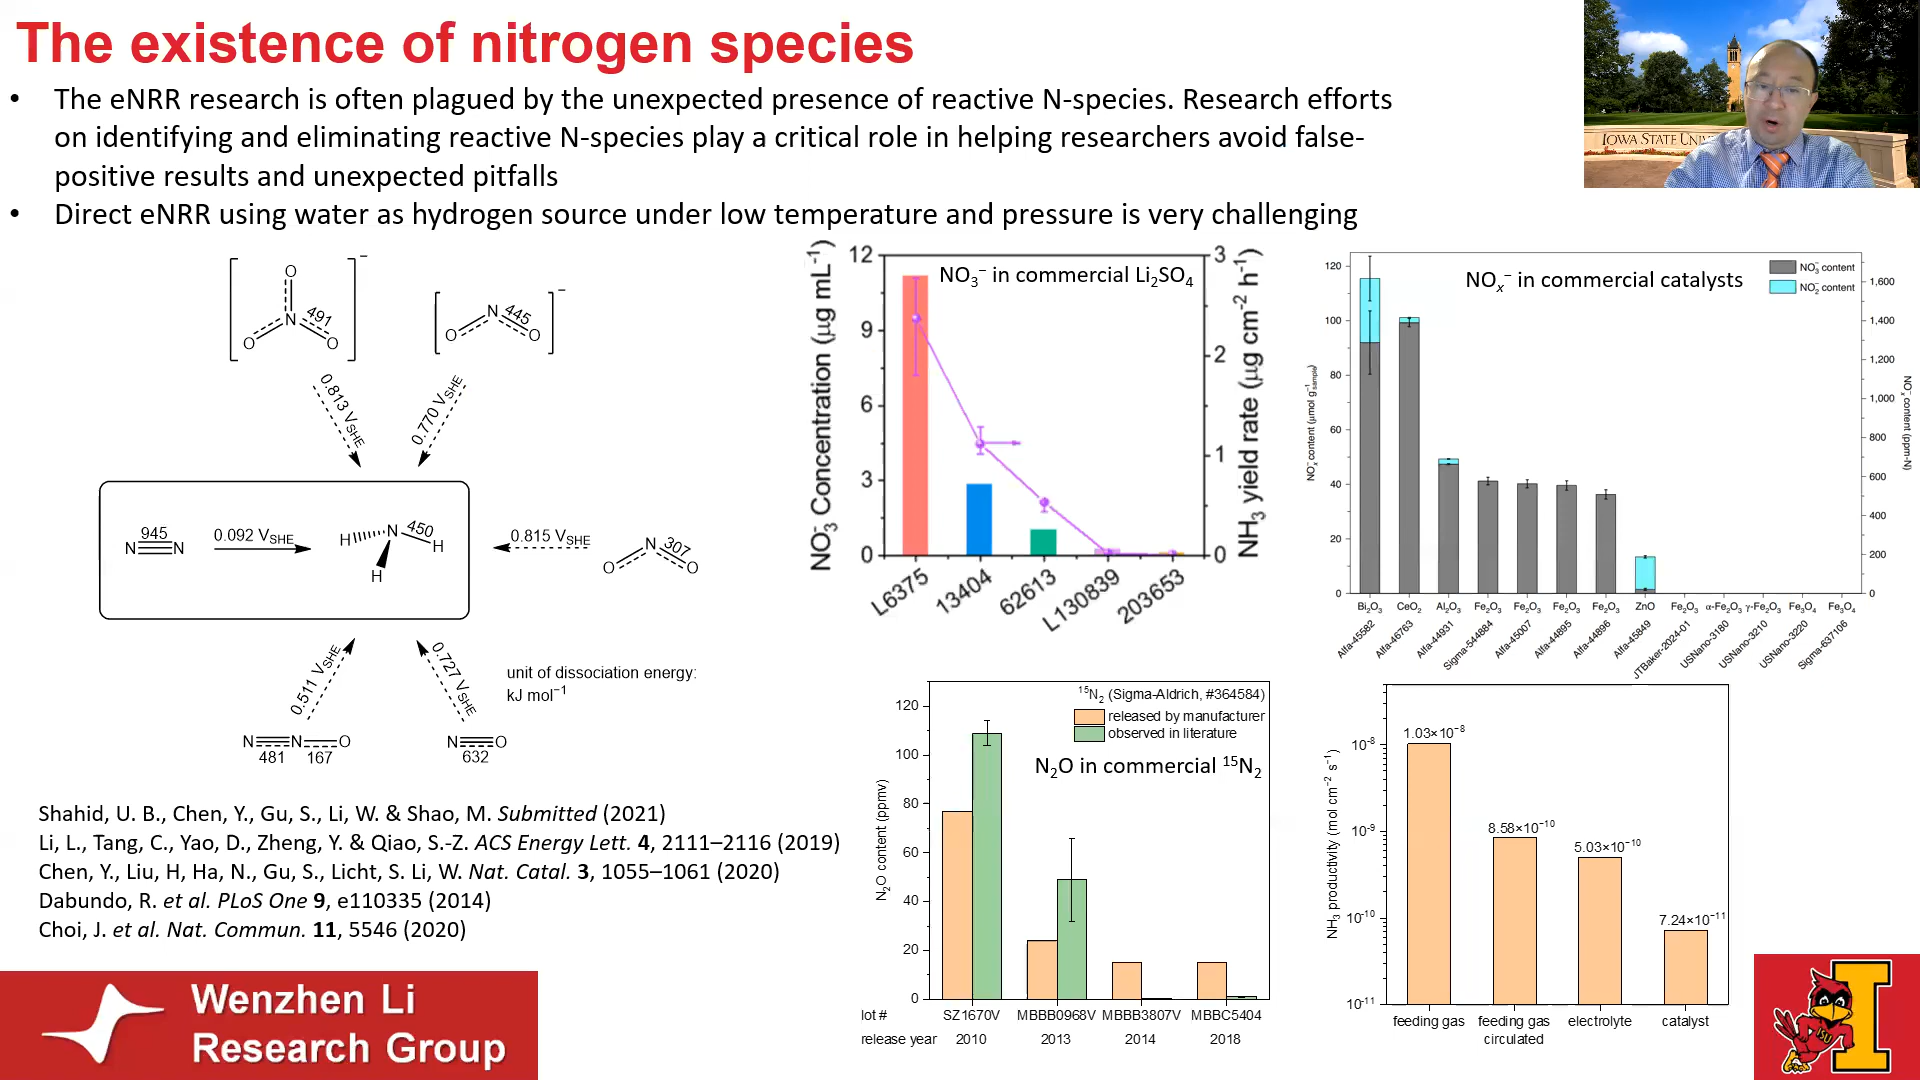 The existence of nitrogen species
• The eNRR research is often plagued by the unexpected presence of reactive N-species. Research efforts
on identifying and eliminating reactive N-species play a critical role in helping researchers avoid false-
positive results and unexpected pitfalls
• Direct eNRR using water as hydrogen source under low temperature and pressure is very challenging
IOWA STATE UNI
O
N
491
O
O
−
N
445
O
O
−
0.813 V_SHE
0.770 V_SHE
945
N≡N
0.092 V_SHE
H
N
450
H
H
0.815 V_SHE
N
307
O
O
0.511 V_SHE
0.727 V_SHE
unit of dissociation energy:
kJ mol⁻¹
N
N
O
481
167
N
O
632
NO₃⁻ in commercial Li₂SO₄
NO₃⁻ Concentration (μg mL⁻¹)
12
9
6
3
0
NH₃ yield rate (μg cm⁻² h⁻¹)
3
2
1
0
L6375
13404
62613
L130839
203653
NOₓ⁻ in commercial catalysts
NO₃⁻ content
NO₂⁻ content
NOₓ⁻ content (μmol g⁻¹sample)
120
100
80
60
40
20
0
NOₓ⁻ content (ppm-N)
1,600
1,400
1,200
1,000
800
600
400
200
0
Bi₂O₃
CeO₂
Al₂O₃
Fe₂O₃
Fe₂O₃
Fe₂O₃
Fe₂O₃
ZnO
Fe₂O₃
α-Fe₂O₃
γ-Fe₂O₃
Fe₃O₄
Fe₃O₄
Alfa-45582
Alfa-46763
Alfa-44931
Sigma-544884
Alfa-45007
Alfa-44895
Alfa-44896
Alfa-45849
JTBaker-2024-01
USNano-3180
USNano-3210
USNano-3220
Sigma-637106
¹⁵N₂ (Sigma-Aldrich, #364584)
released by manufacturer
observed in literature
N₂O in commercial ¹⁵N₂
N₂O content (ppmv)
120
100
80
60
40
20
0
lot # SZ1670V MBBB0968V MBBB3807V MBBC5404
release year 2010 2013 2014 2018
NH₃ productivity (mol cm⁻² s⁻¹)
10⁻⁸
10⁻⁹
10⁻¹⁰
10⁻¹¹
1.03×10⁻⁸
8.58×10⁻¹⁰
5.03×10⁻¹⁰
7.24×10⁻¹¹
feeding gas
feeding gas
circulated
electrolyte
catalyst
Shahid, U. B., Chen, Y., Gu, S., Li, W. & Shao, M. Submitted (2021)
Li, L., Tang, C., Yao, D., Zheng, Y. & Qiao, S.-Z. ACS Energy Lett. 4, 2111–2116 (2019)
Chen, Y., Liu, H, Ha, N., Gu, S., Licht, S. Li, W. Nat. Catal. 3, 1055–1061 (2020)
Dabundo, R. et al. PLoS One 9, e110335 (2014)
Choi, J. et al. Nat. Commun. 11, 5546 (2020)
Wenzhen Li
Research Group
I
ISU